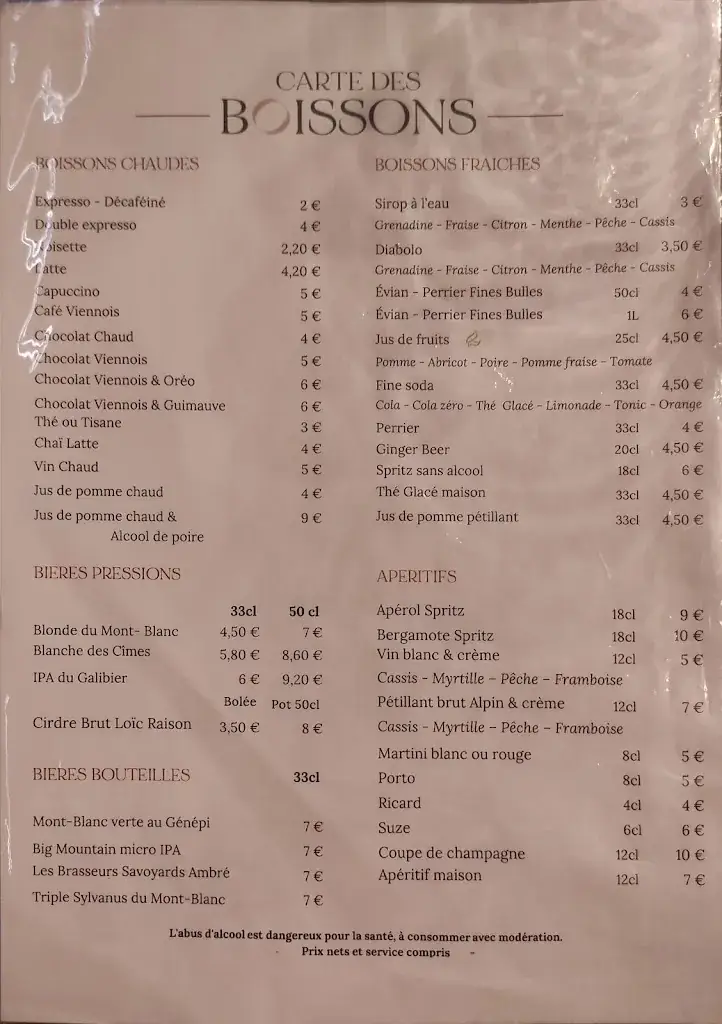 CARTE DES
BOISSONS
BOISSONS CHAUDES
Expresso - Décaféiné 2 €
Double expresso 4 €
Noisette 2,20 €
Latte 4,20 €
Capuccino 5 €
Café Viennois 5 €
Chocolat Chaud 4 €
Chocolat Viennois 5 €
Chocolat Viennois & Oréo 6 €
Chocolat Viennois & Guimauve 6 €
Thé ou Tisane 3 €
Chaï Latte 4 €
Vin Chaud 5 €
Jus de pomme chaud 4 €
Jus de pomme chaud & 9 €
Alcool de poire
BIERES PRESSIONS
33cl 50 cl
Blonde du Mont- Blanc 4,50 € 7 €
Blanche des Cîmes 5,80 € 8,60 €
IPA du Galibier 6 € 9,20 €
Bolée Pot 50cl
Cirdre Brut Loïc Raison 3,50 € 8 €
BIERES BOUTEILLES 33cl
Mont-Blanc verte au Génépi 7 €
Big Mountain micro IPA 7 €
Les Brasseurs Savoyards Ambré 7 €
Triple Sylvanus du Mont-Blanc 7 €
BOISSONS FRAICHES
Sirop à l'eau 33cl 3 €
Grenadine - Fraise - Citron - Menthe - Pêche - Cassis
Diabolo 33cl 3,50 €
Grenadine - Fraise - Citron - Menthe - Pêche - Cassis
Évian - Perrier Fines Bulles 50cl 4 €
Évian - Perrier Fines Bulles 1L 6 €
Jus de fruits 25cl 4,50 €
Pomme - Abricot - Poire - Pomme fraise - Tomate
Fine soda 33cl 4,50 €
Cola - Cola zéro - Thé Glacé - Limonade - Tonic - Orange
Perrier 33cl 4 €
Ginger Beer 20cl 4,50 €
Spritz sans alcool 18cl 6 €
Thé Glacé maison 33cl 4,50 €
Jus de pomme pétillant 33cl 4,50 €
APERITIFS
Apérol Spritz 18cl 9 €
Bergamote Spritz 18cl 10 €
Vin blanc & crème 12cl 5 €
Cassis - Myrtille – Pêche – Framboise
Pétillant brut Alpin & crème 12cl 7 €
Cassis - Myrtille – Pêche – Framboise
Martini blanc ou rouge 8cl 5 €
Porto 8cl 5 €
Ricard 4cl 4 €
Suze 6cl 6 €
Coupe de champagne 12cl 10 €
Apéritif maison 12cl 7 €
L'abus d'alcool est dangereux pour la santé, à consommer avec modération.
- Prix nets et service compris -